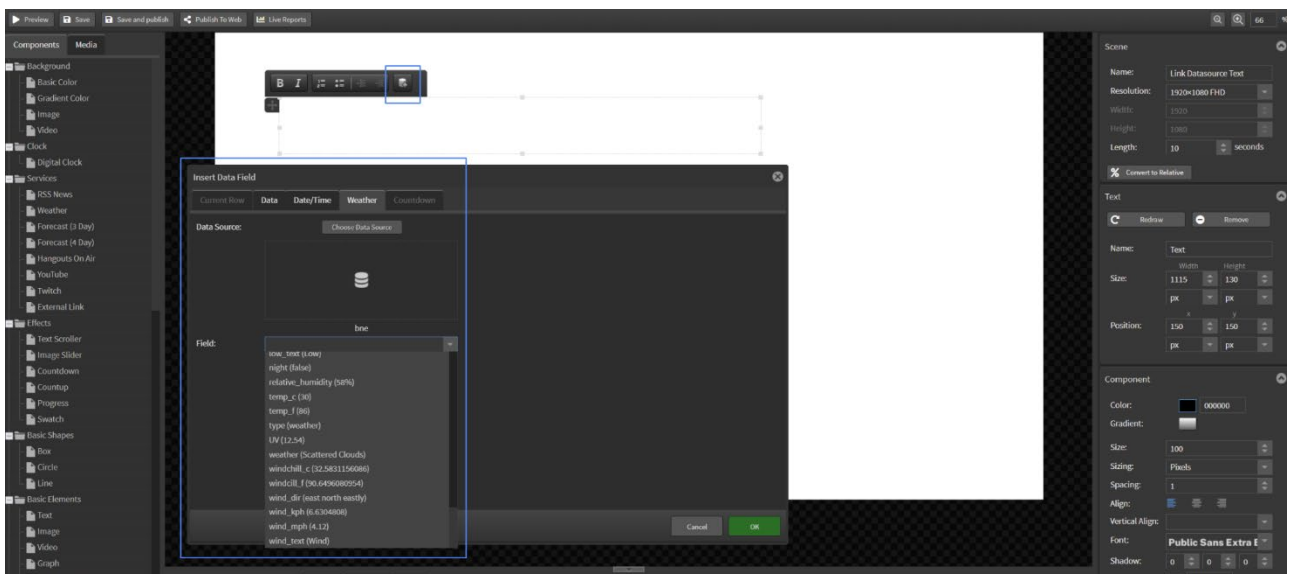 Preview Save Save and publish Publish To Web Live Reports 66 %
Components Media
Background
Basic Color
Gradient Color
Image
Video
Clock
Digital Clock
Services
RSS News
Weather
Forecast (3 Day)
Forecast (4 Day)
Hangouts On Air
YouTube
Twitch
External Link
Effects
Text Scroller
Image Slider
Countdown
Countup
Progress
Swatch
Basic Shapes
Box
Circle
Line
Basic Elements
Text
Image
Video
Graph
B I
Insert Data Field
Current Row Data Date/Time Weather Countdown
Data Source: Choose Data Source
bne
Field:
low_text (Low)
night (false)
relative_humidity (58%)
temp_c (30)
temp_f (86)
type (weather)
UV (12.54)
weather (Scattered Clouds)
windchill_c (32.5831156086)
windcill_f (90.6496080954)
wind_dir (east north eastly)
wind_kph (6.6304808)
wind_mph (4.12)
wind_text (Wind)
Cancel OK
Scene
Name: Link Datasource Text
Resolution: 1920×1080 FHD
Width: 1920
Height: 1080
Length: 10 seconds
Convert to Relative
Text
Redraw Remove
Name: Text
Width Height
Size: 1115 130
px px
x y
Position: 150 150
px px
Component
Color: 000000
Gradient:
Size: 100
Sizing: Pixels
Spacing: 1
Align:
Vertical Align:
Font: Public Sans Extra
Shadow: 0 0 0